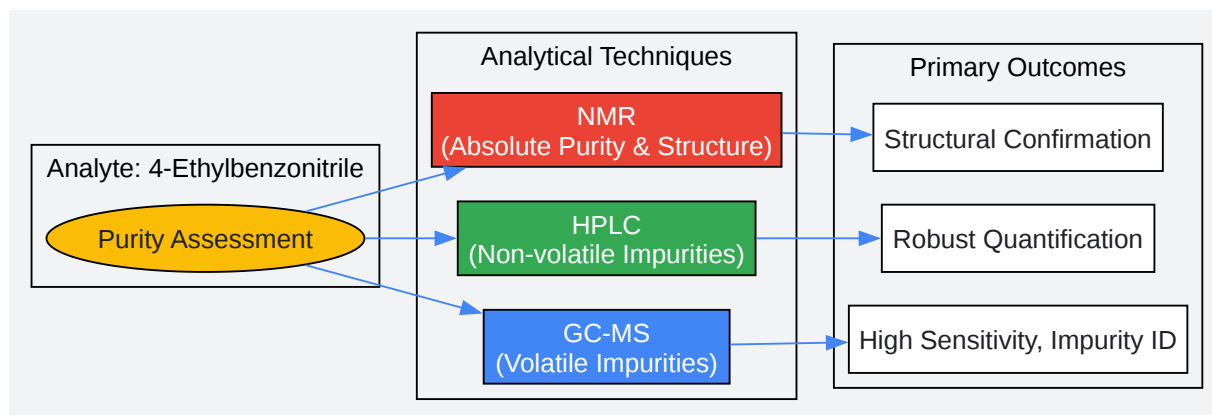 Analyte: 4-Ethylbenzonitrile
Purity Assessment
Analytical Techniques
NMR
(Absolute Purity & Structure)
HPLC
(Non-volatile Impurities)
GC-MS
(Volatile Impurities)
Primary Outcomes
Structural Confirmation
Robust Quantification
High Sensitivity, Impurity ID